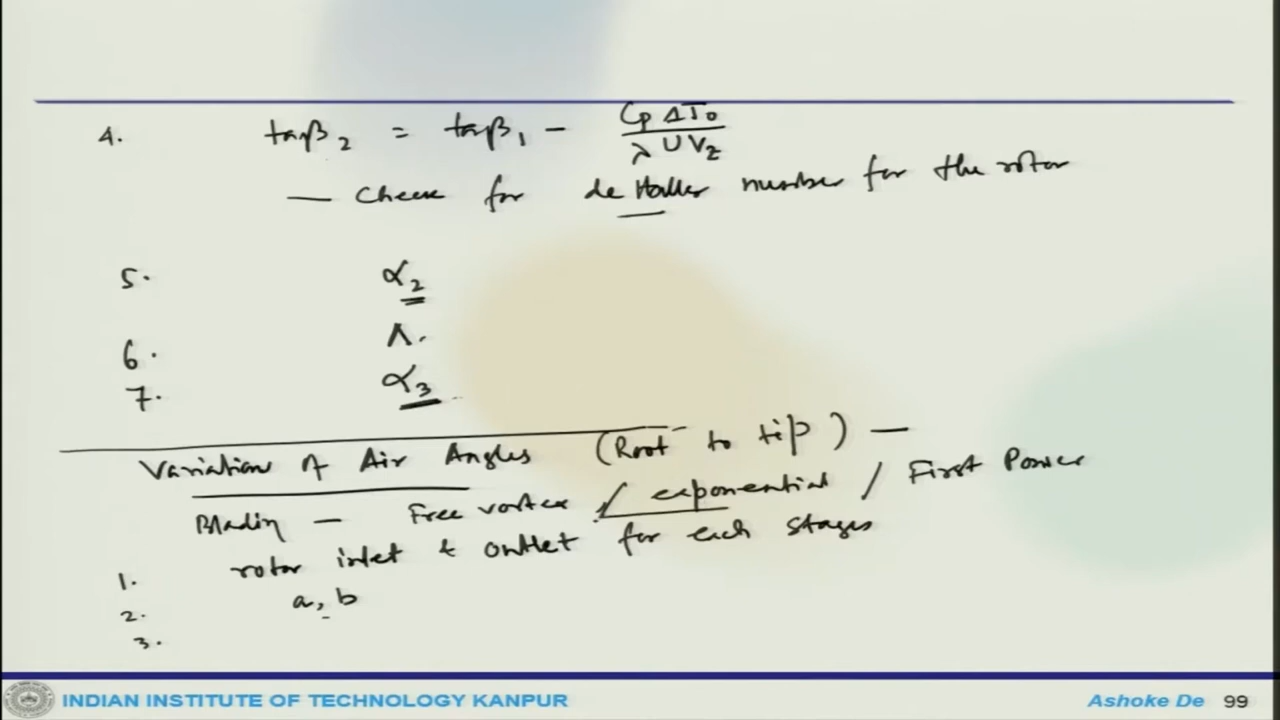 4. tanβ₂ = tanβ₁ − CpΔT₀ / λUVz
— Check for de Haller number for the rotor
5. α₂
6. Λ.
7. α₃
Variation of Air Angles (Root to tip) —
Blading — Free vortex / exponential / First Power
1. rotor inlet & outlet for each stages
2. a, b
3.
INDIAN INSTITUTE OF TECHNOLOGY KANPUR
Ashoke De 99